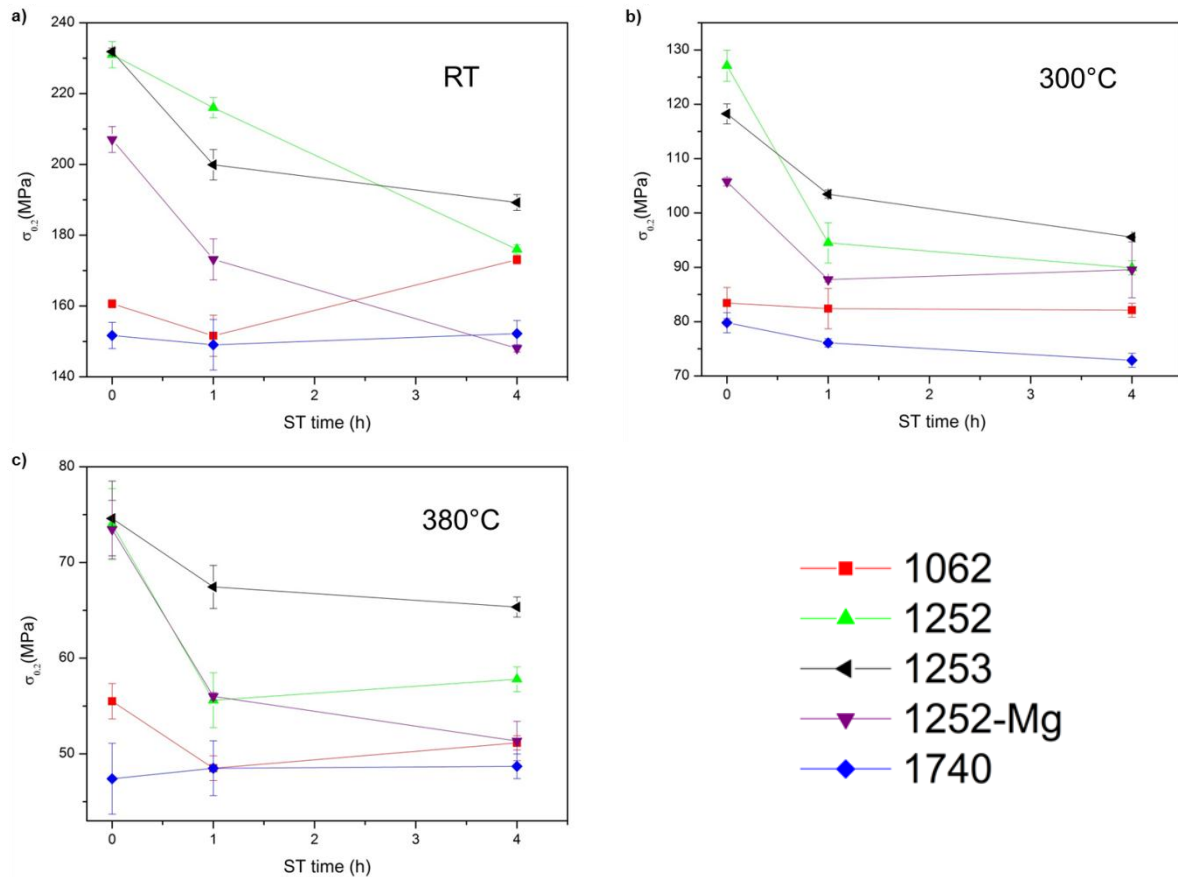 a)
240
220
200
180
160
140
σ0.2(MPa)
RT
0 1 2 3 4
ST time (h)
b)
130
120
110
100
90
80
70
σ0.2(MPa)
300°C
0 1 2 3 4
ST time (h)
c)
80
70
60
50
σ0.2(MPa)
380°C
0 1 2 3 4
ST time (h)
1062
1252
1253
1252-Mg
1740